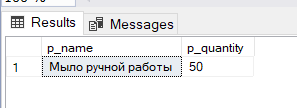 Results Messages
p_name p_quantity
1 Мыло ручной работы 50